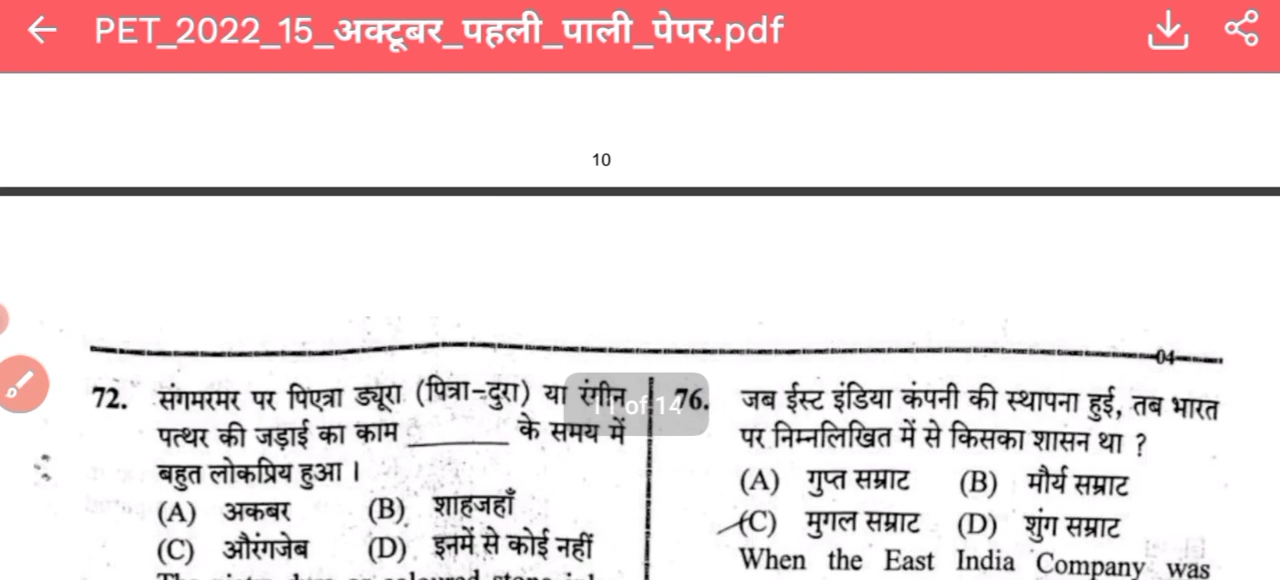 PET_2022_15_अक्टूबर_पहली_पाली_पेपर.pdf
10
04
72. संगमरमर पर पिएत्रा ड्यूरा (पित्रा-दुरा) या रंगीन
पत्थर की जड़ाई का काम ________ के समय में
बहुत लोकप्रिय हुआ ।
(A) अकबर (B) शाहजहाँ
(C) औरंगजेब (D) इनमें से कोई नहीं
11 of 14
76. जब ईस्ट इंडिया कंपनी की स्थापना हुई, तब भारत
पर निम्नलिखित में से किसका शासन था ?
(A) गुप्त सम्राट (B) मौर्य सम्राट
(C) मुगल सम्राट (D) शुंग सम्राट
When the East India Company was